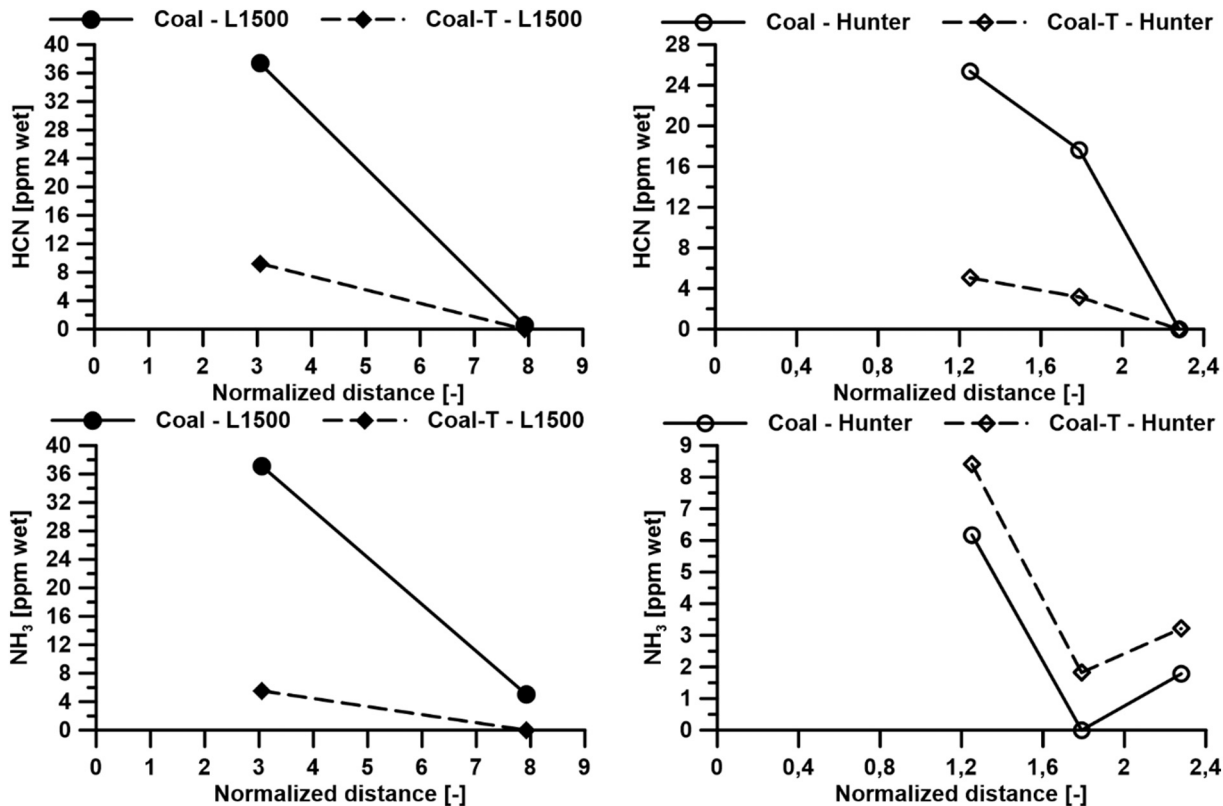 Coal - L1500 Coal-T - L1500
HCN [ppm wet]
40
36
32
28
24
20
16
12
8
4
0
0 1 2 3 4 5 6 7 8 9
Normalized distance [-]
Coal - Hunter Coal-T - Hunter
HCN [ppm wet]
28
24
20
16
12
8
4
0
0 0,4 0,8 1,2 1,6 2 2,4
Normalized distance [-]
Coal - L1500 Coal-T - L1500
NH₃ [ppm wet]
40
36
32
28
24
20
16
12
8
4
0
0 1 2 3 4 5 6 7 8 9
Normalized distance [-]
Coal - Hunter Coal-T - Hunter
NH₃ [ppm wet]
9
8
7
6
5
4
3
2
1
0
0 0,4 0,8 1,2 1,6 2 2,4
Normalized distance [-]